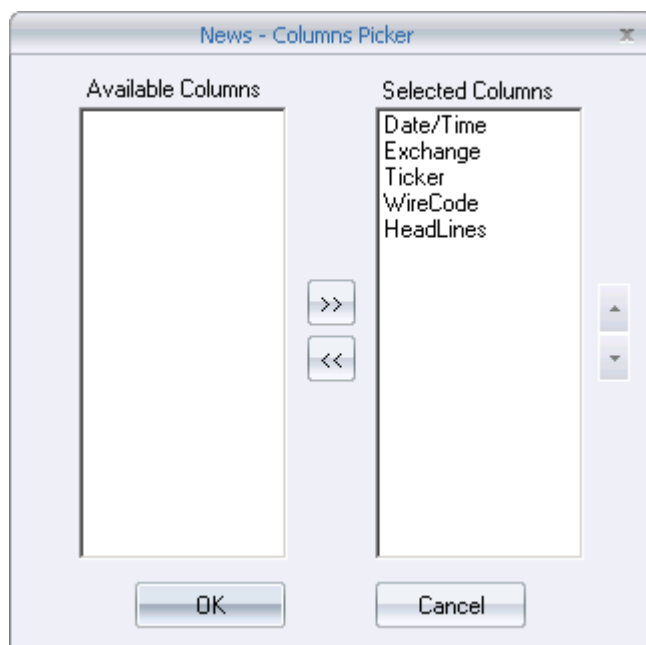 News - Columns Picker
x
Available Columns
Selected Columns
Date/Time
Exchange
Ticker
WireCode
HeadLines
>>
<<
OK
Cancel